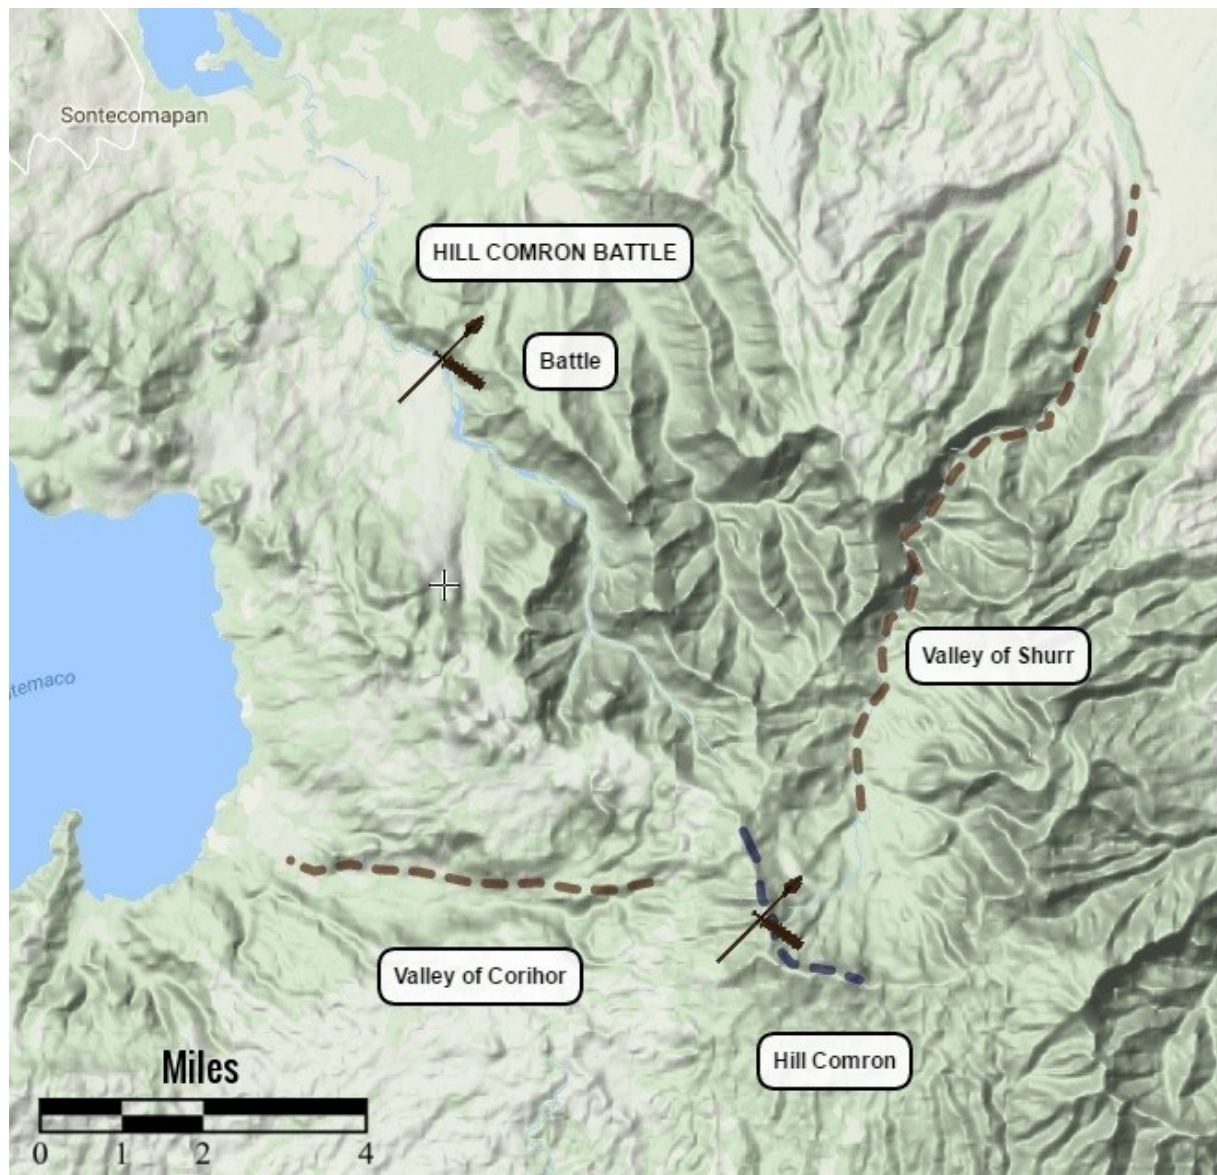 Sontecomapan
HILL COMRON BATTLE
Battle
Valley of Shurr
temaco
Valley of Corihor
Hill Comron
Miles
0 1 2 4